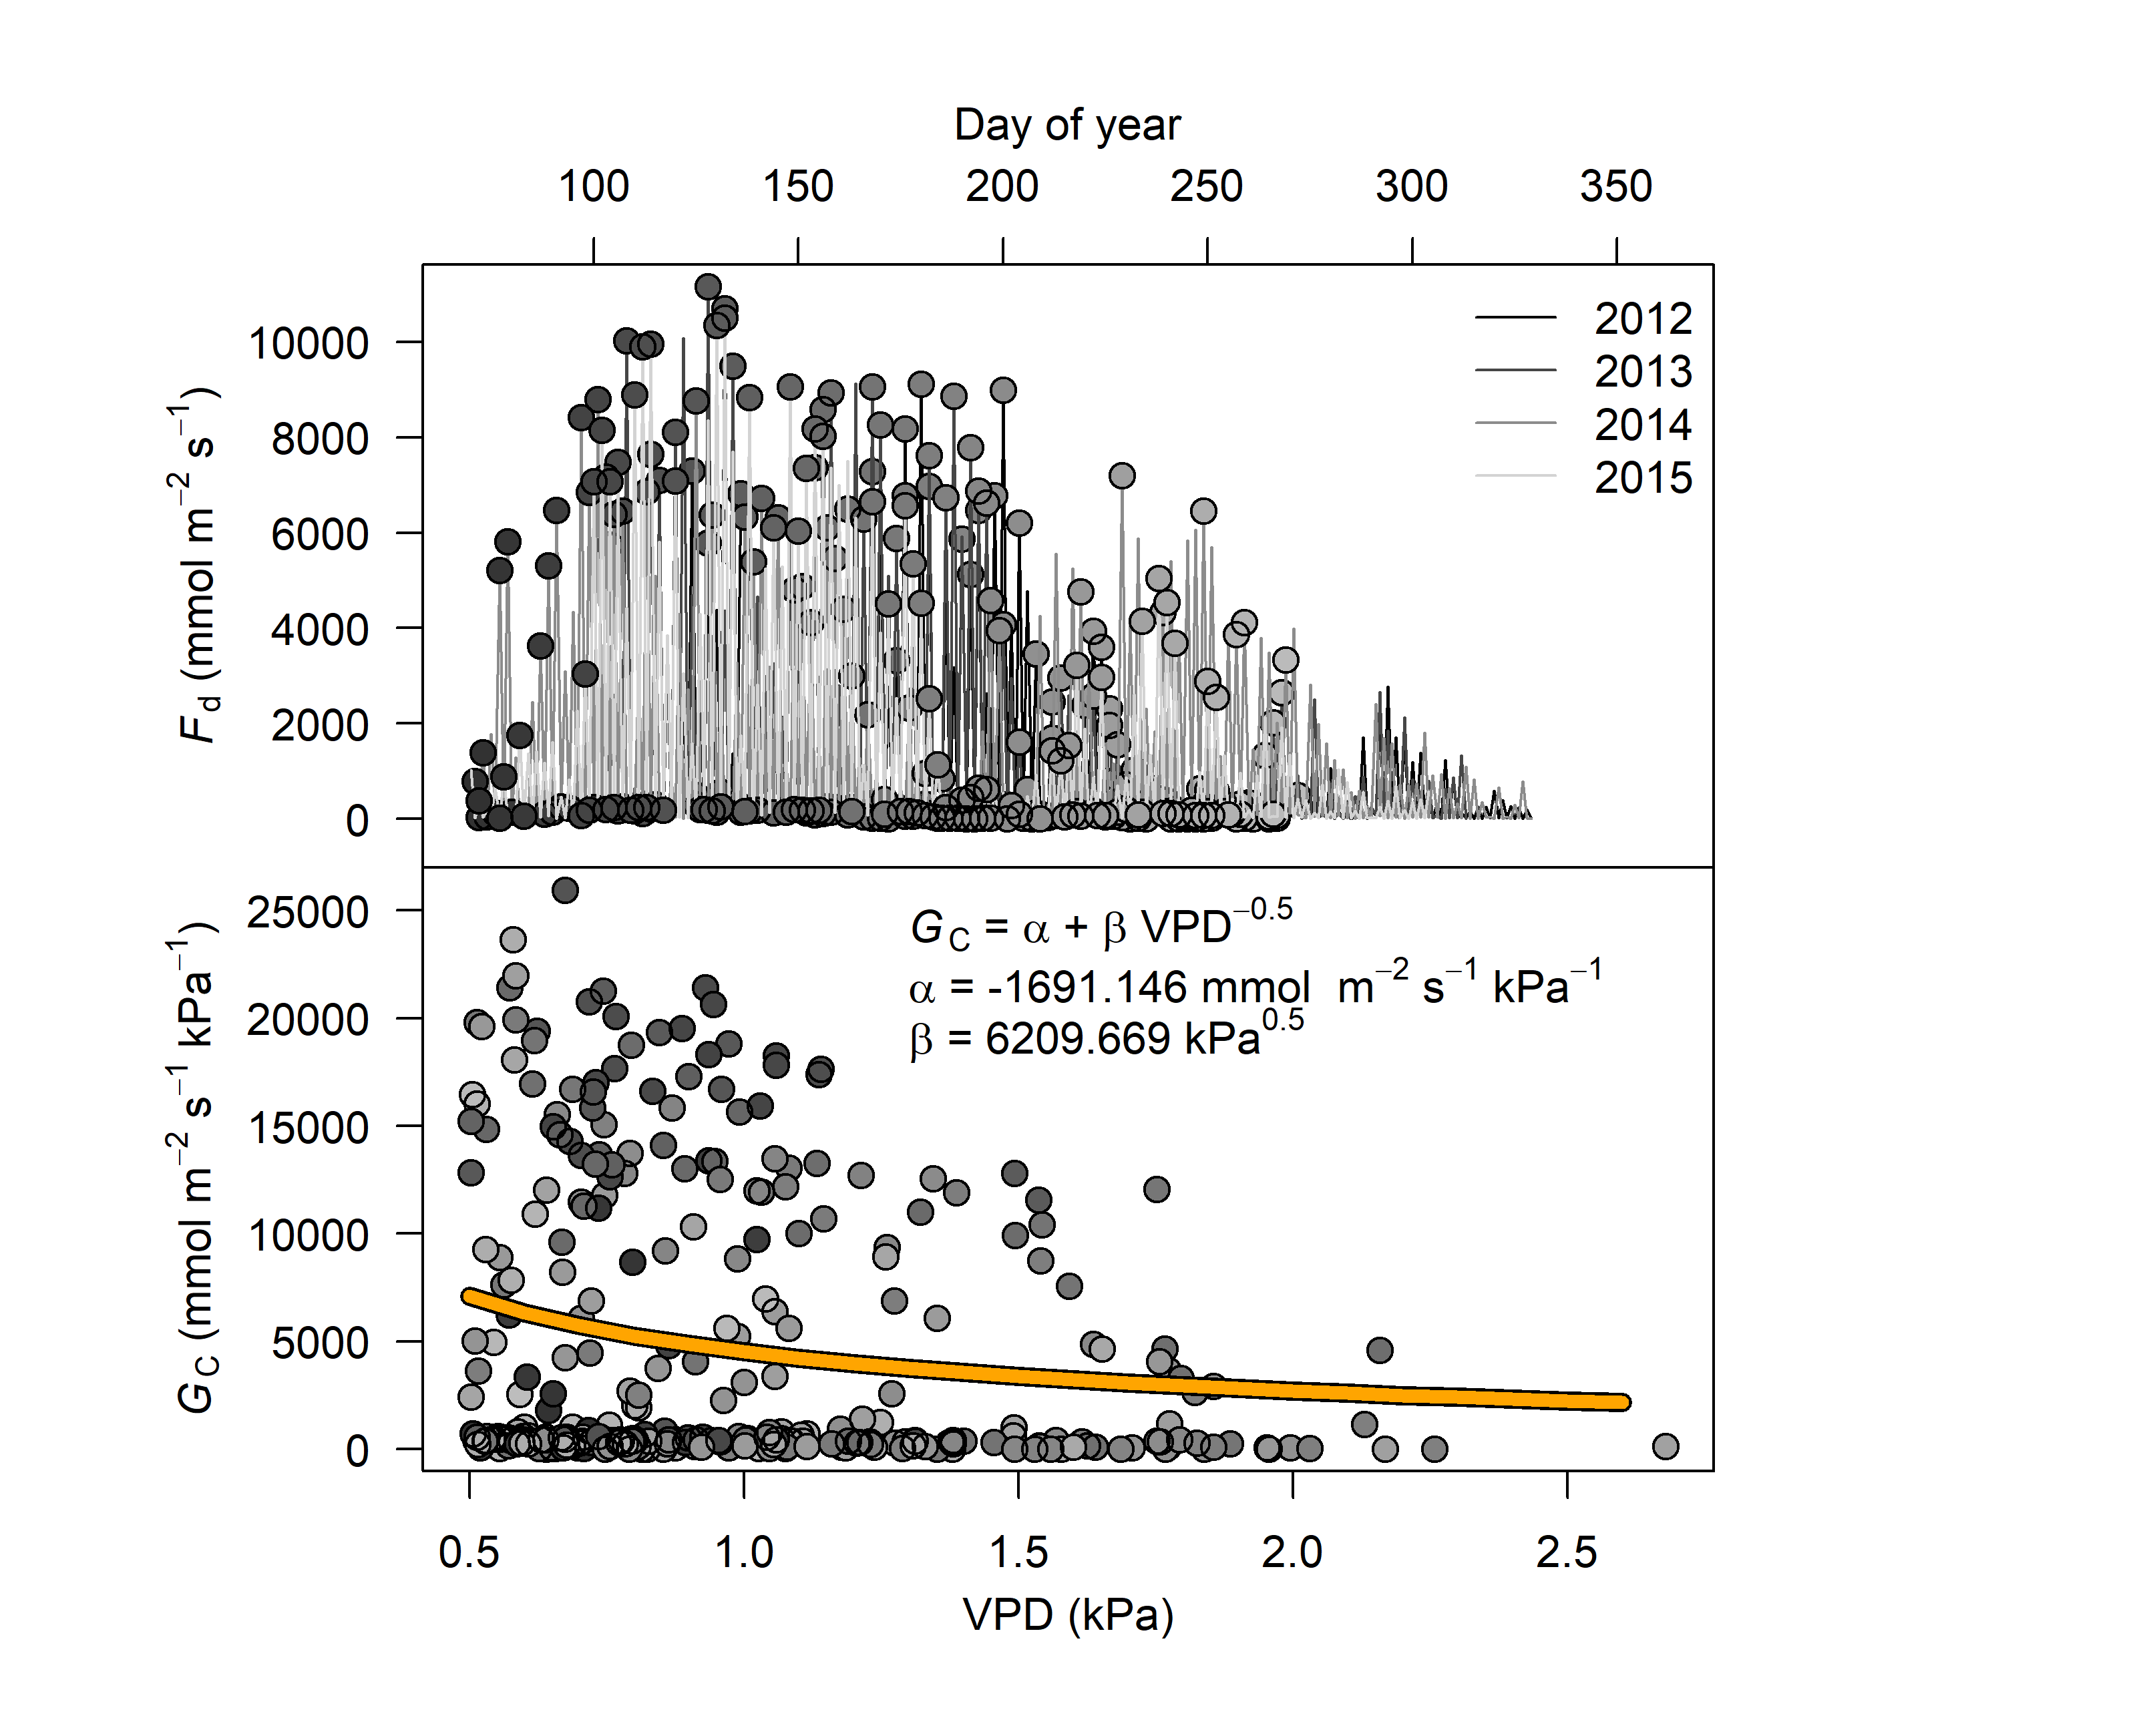 Day of year
100 150 200 250 300 350
2012
2013
2014
2015
10000
8000
6000
4000
2000
0
F d (mmol m⁻² s⁻¹)
25000
20000
15000
10000
5000
0
G C (mmol m⁻² s⁻¹ kPa⁻¹)
G C = α + β VPD⁻⁰·⁵
α = -1691.146 mmol m⁻² s⁻¹ kPa⁻¹
β = 6209.669 kPa⁰·⁵
0.5 1.0 1.5 2.0 2.5
VPD (kPa)